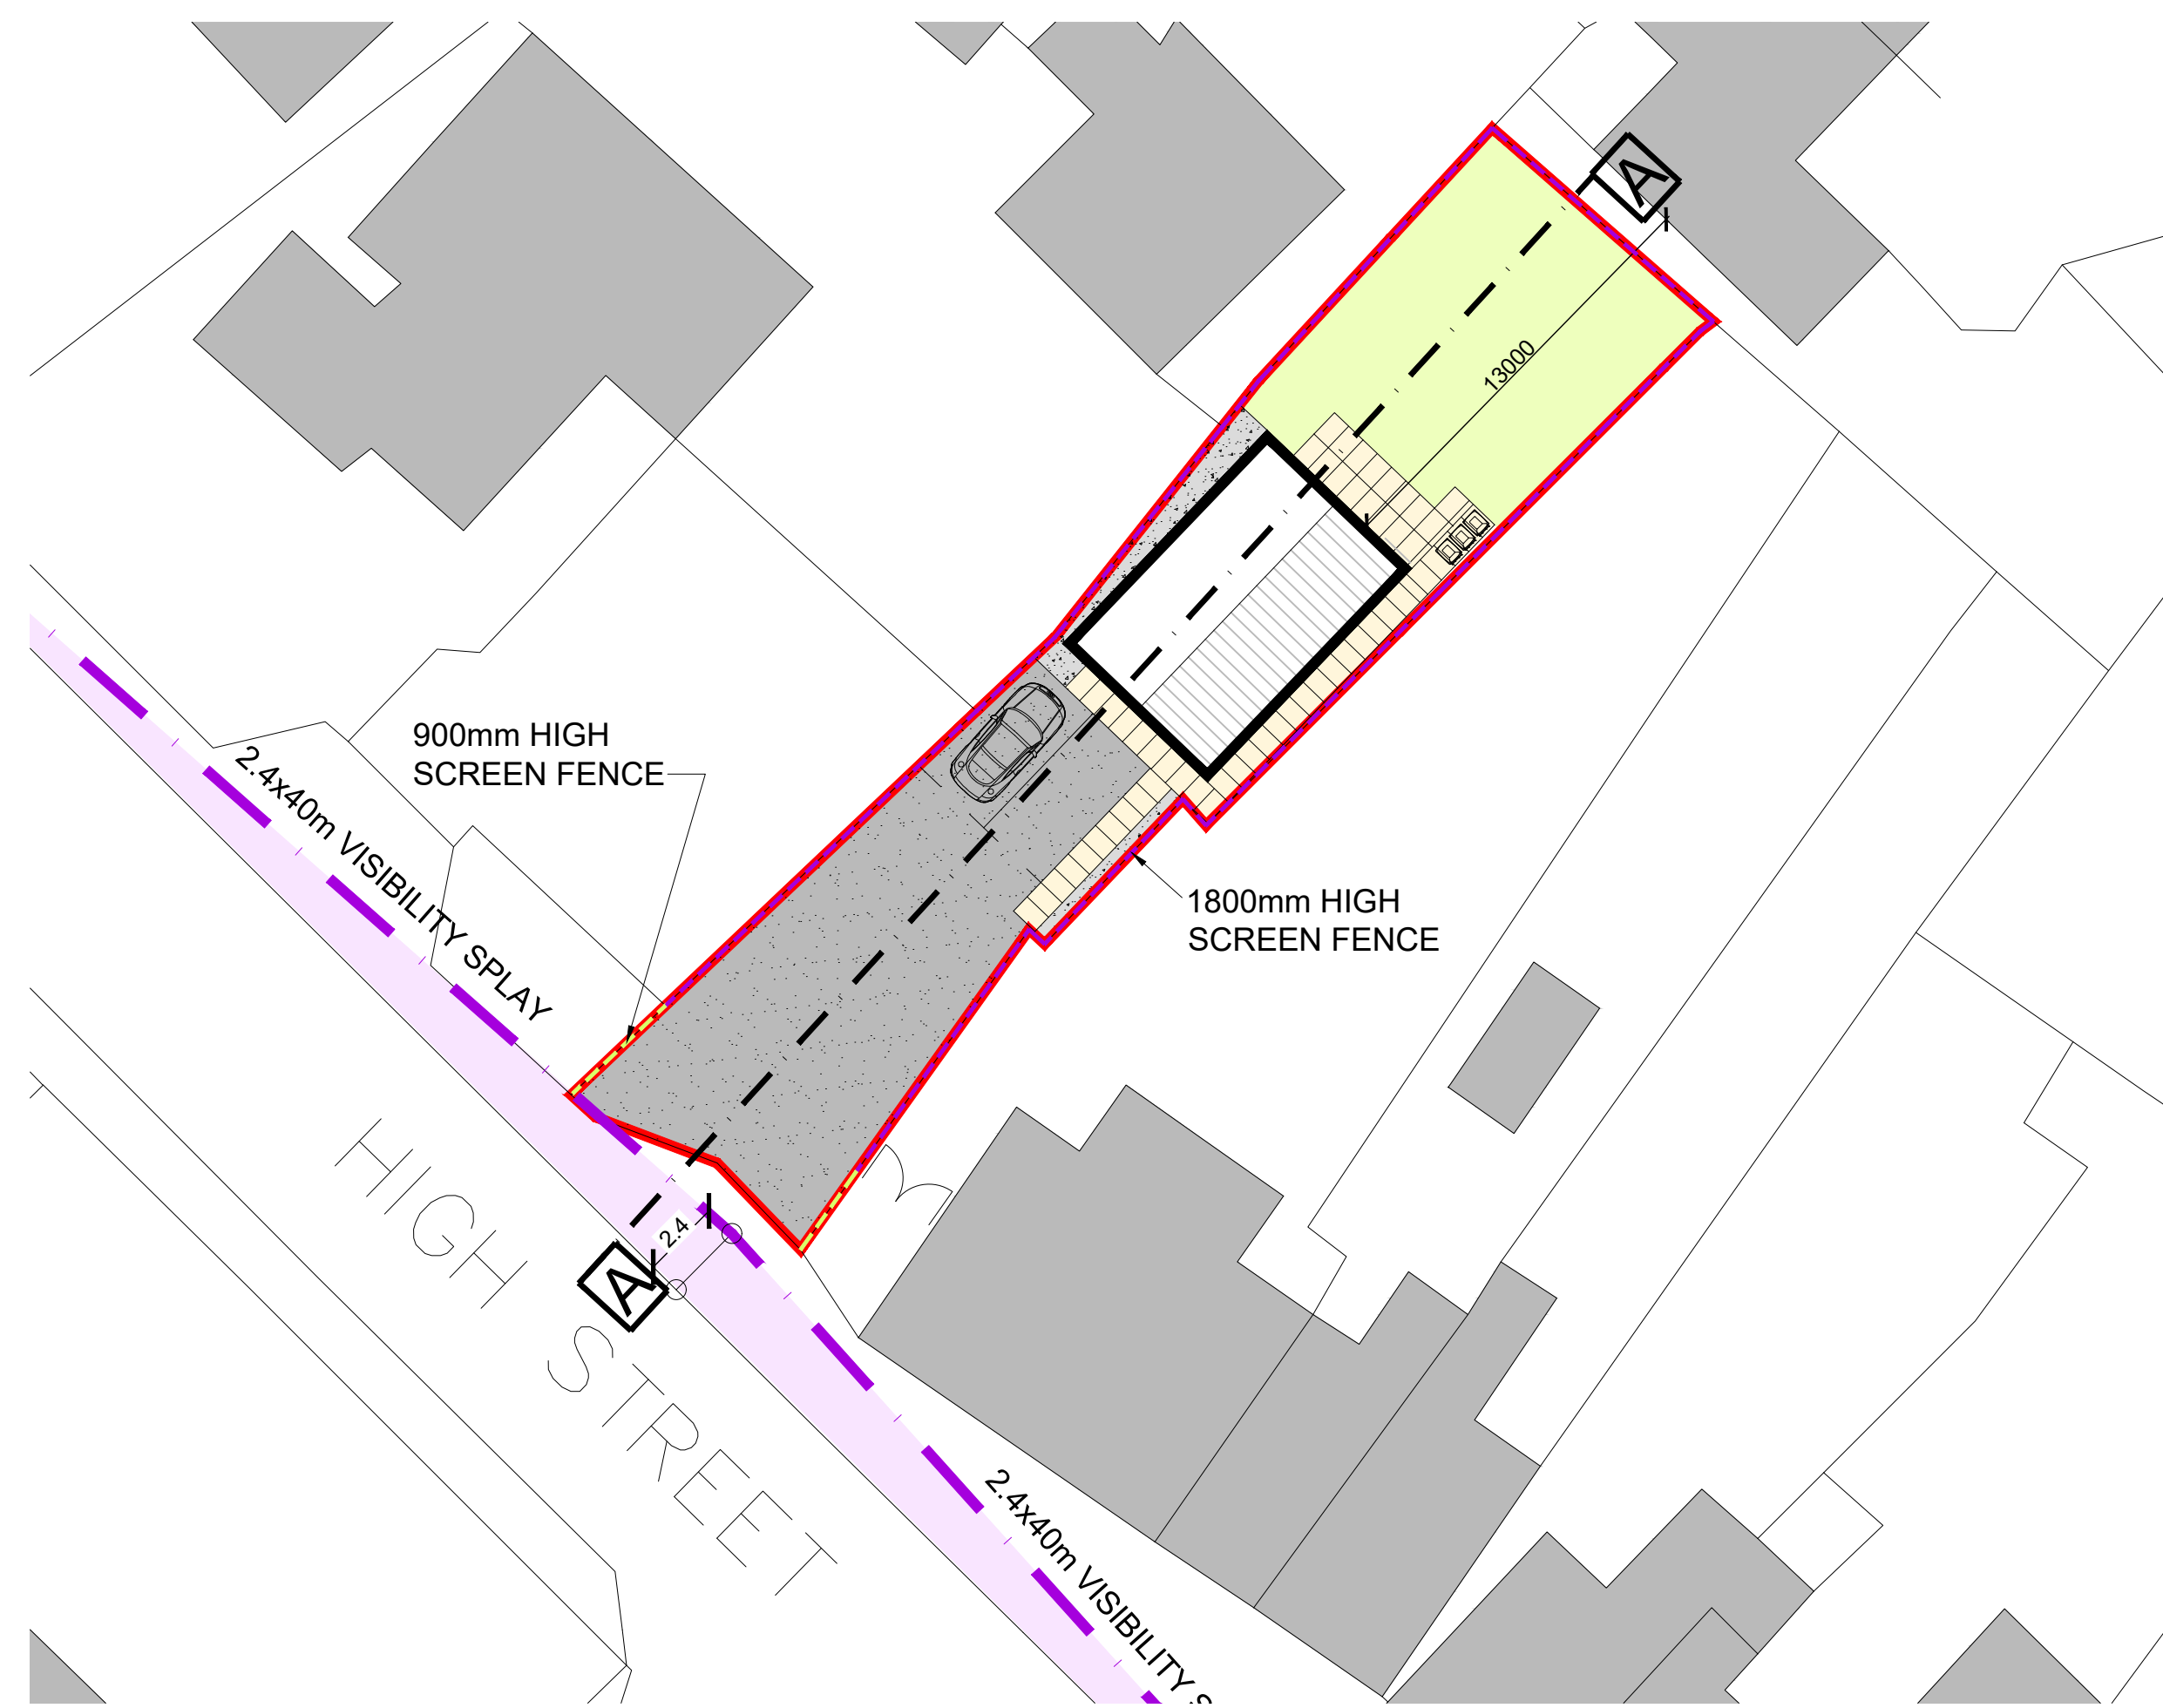 A
13000
900mm HIGH
SCREEN FENCE
2.4x40m VISIBILITY SPLAY
1800mm HIGH
SCREEN FENCE
HIGH STREET
2.4
A
2.4x40m VISIBILITY S